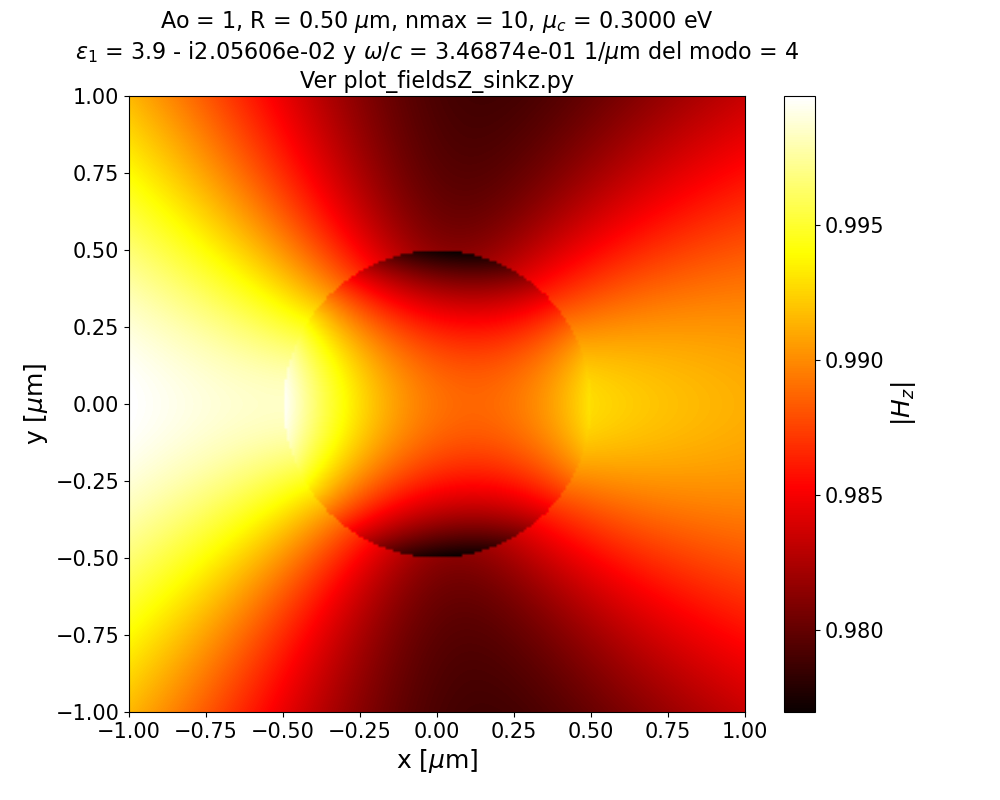 Ao = 1, R = 0.50 μm, nmax = 10, μc = 0.3000 eV
ε1 = 3.9 - i2.05606e-02 y ω/c = 3.46874e-01 1/μm del modo = 4
Ver plot_fieldsZ_sinkz.py
1.00
0.75
0.50
0.25
0.00
−0.25
−0.50
−0.75
−1.00
y [μm]
−1.00 −0.75 −0.50 −0.25 0.00 0.25 0.50 0.75 1.00
x [μm]
0.995
0.990
0.985
0.980
|Hz|